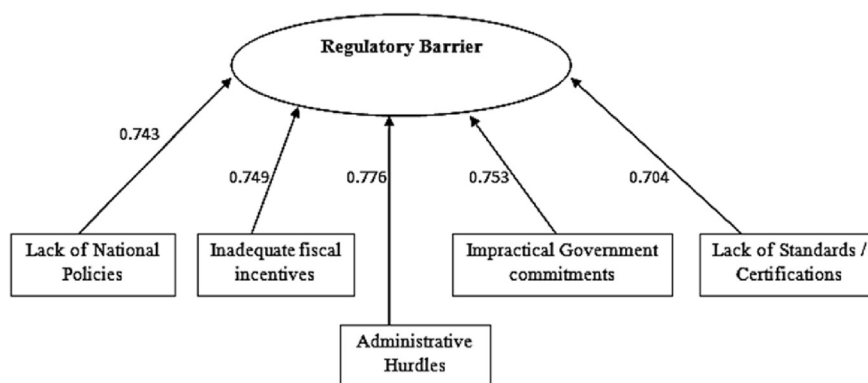 Regulatory Barrier
0.743
0.749
0.776
0.753
0.704
Lack of National
Policies
Inadequate fiscal
incentives
Impractical Government
commitments
Lack of Standards /
Certifications
Administrative
Hurdles